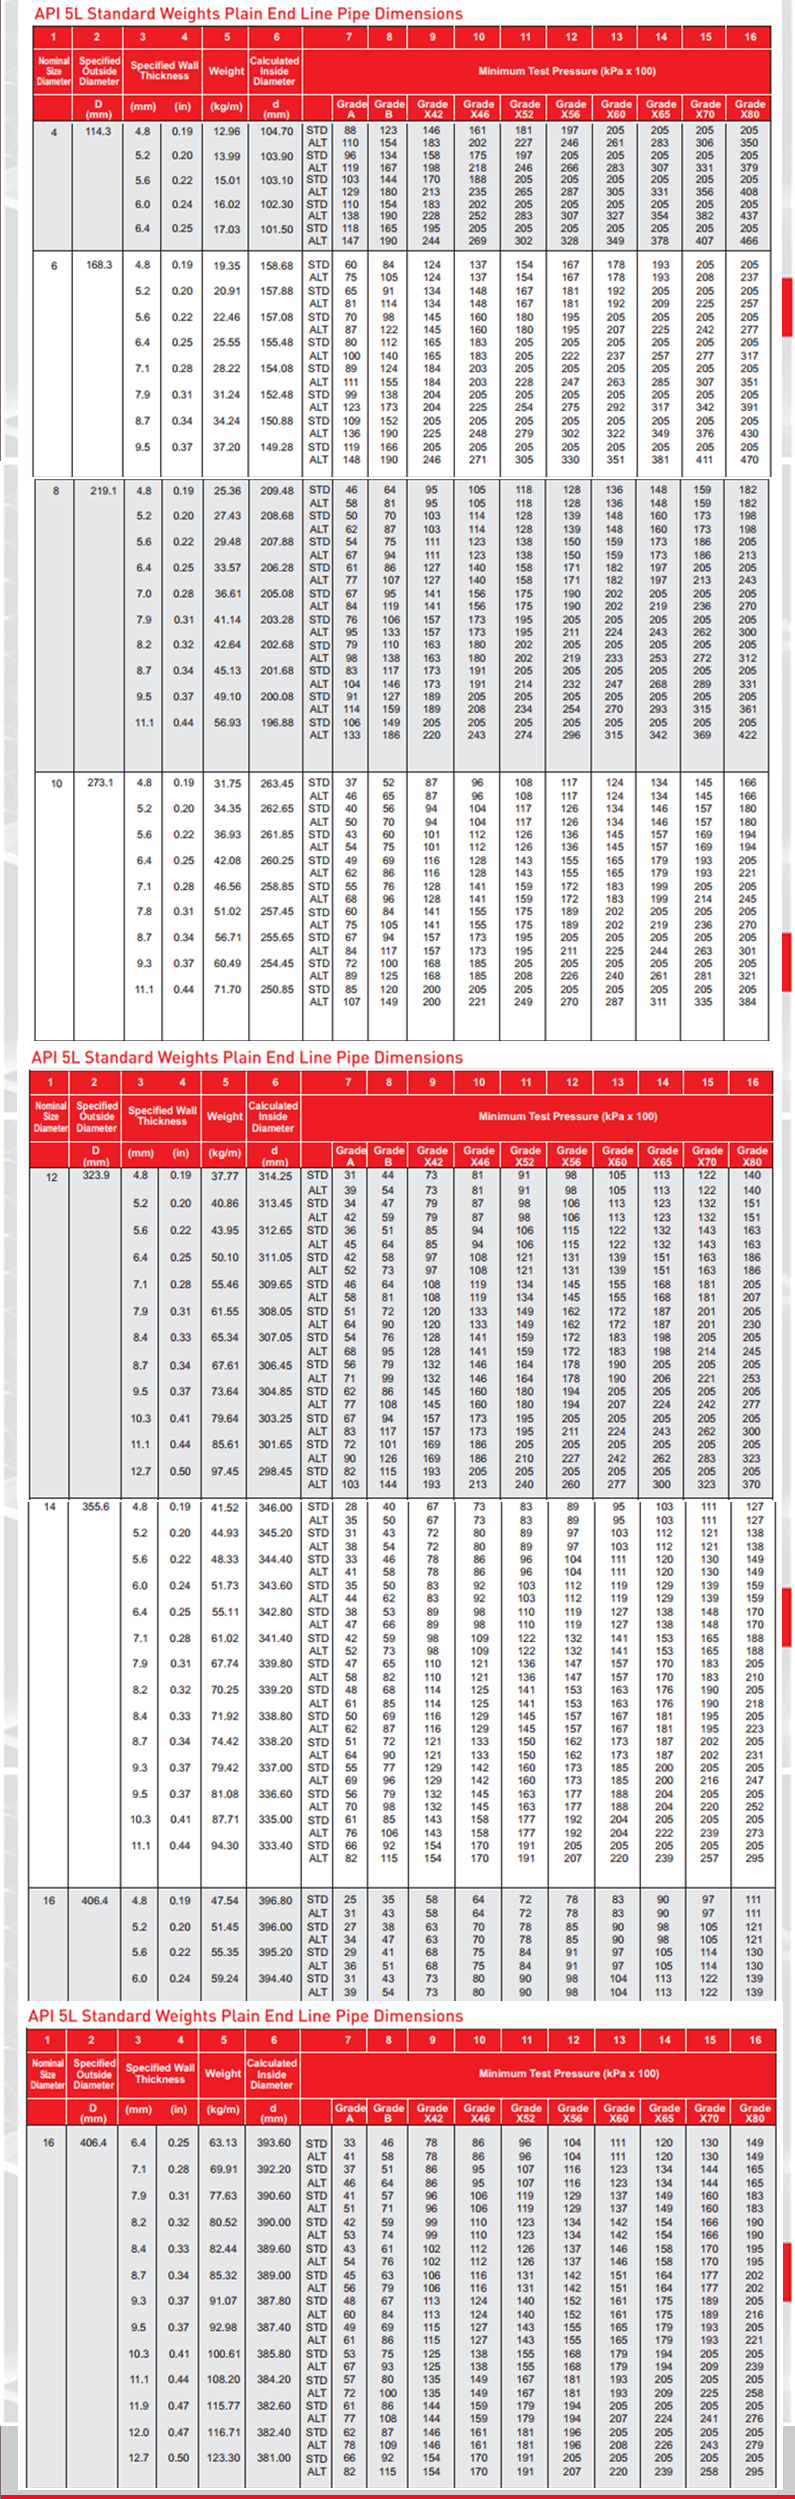 API 5L Standard Weights Plain End Line Pipe Dimensions
1 2 3 4 5 6 7 8 9 10 11 12 13 14 15 16
Nominal Size Diameter Specified Outside Diameter Specified Wall Thickness Weight Calculated Inside Diameter Minimum Test Pressure (kPa x 100)
D (mm) (mm) (in) (kg/m) d (mm) Grade A Grade B Grade X42 Grade X46 Grade X52 Grade X56 Grade X60 Grade X65 Grade X70 Grade X80
4 114.3 4.8 0.19 12.96 104.70 STD 88 123 146 161 181 197 205 205 205 205
ALT 110 154 183 202 227 246 261 283 306 350
5.2 0.20 13.99 103.90 STD 96 134 158 175 197 205 205 205 205 205
ALT 119 167 198 218 246 266 283 307 331 379
5.6 0.22 15.01 103.10 STD 103 144 170 188 205 205 205 205 205 205
ALT 129 180 213 235 265 287 305 331 356 408
6.0 0.24 16.02 102.30 STD 110 154 183 202 205 205 205 205 205 205
ALT 138 190 228 252 283 307 327 354 382 437
6.4 0.25 17.03 101.50 STD 118 165 195 205 205 205 205 205 205 205
ALT 147 190 244 269 302 328 349 378 407 466
6 168.3 4.8 0.19 19.35 158.68 STD 60 84 124 137 154 167 178 193 205 205
ALT 75 105 124 137 154 167 178 193 208 237
5.2 0.20 20.91 157.88 STD 65 91 134 148 167 181 192 205 205 205
ALT 81 114 134 148 167 181 192 209 225 257
5.6 0.22 22.46 157.08 STD 70 98 145 160 180 195 205 205 205 205
ALT 87 122 145 160 180 195 207 225 242 277
6.4 0.25 25.55 155.48 STD 80 112 165 183 205 205 205 205 205 205
ALT 100 140 165 183 205 222 237 257 277 317
7.1 0.28 28.22 154.08 STD 89 124 184 203 205 205 205 205 205 205
ALT 111 155 184 203 228 247 263 285 307 351
7.9 0.31 31.24 152.48 STD 99 138 204 205 205 205 205 205 205 205
ALT 123 173 204 225 254 275 292 317 342 391
8.7 0.34 34.24 150.88 STD 109 152 205 205 205 205 205 205 205 205
ALT 136 190 225 248 279 302 322 349 376 430
9.5 0.37 37.20 149.28 STD 119 166 205 205 205 205 205 205 205 205
ALT 148 190 246 271 305 330 351 381 411 470
8 219.1 4.8 0.19 25.36 209.48 STD 46 64 95 105 118 128 136 148 159 182
ALT 58 81 95 105 118 128 136 148 159 182
5.2 0.20 27.43 208.68 STD 50 70 103 114 128 139 148 160 173 198
ALT 62 87 103 114 128 139 148 160 173 198
5.6 0.22 29.48 207.88 STD 54 75 111 123 138 150 159 173 186 205
ALT 67 94 111 123 138 150 159 173 186 213
6.4 0.25 33.57 206.28 STD 61 86 127 140 158 171 182 197 205 205
ALT 77 107 127 140 158 171 182 197 213 243
7.0 0.28 36.61 205.08 STD 67 95 141 156 175 190 202 205 205 205
ALT 84 119 141 156 175 190 202 219 236 270
7.9 0.31 41.14 203.28 STD 76 106 157 173 195 205 205 205 205 205
ALT 95 133 157 173 195 211 224 243 262 300
8.2 0.32 42.64 202.68 STD 79 110 163 180 202 205 205 205 205 205
ALT 98 138 163 180 202 219 233 253 272 312
8.7 0.34 45.13 201.68 STD 83 117 173 191 205 205 205 205 205 205
ALT 104 146 173 191 214 232 247 268 289 331
9.5 0.37 49.10 200.08 STD 91 127 189 205 205 205 205 205 205 205
ALT 114 159 189 208 234 254 270 293 315 361
11.1 0.44 56.93 196.88 STD 106 149 205 205 205 205 205 205 205 205
ALT 133 186 220 243 274 296 315 342 369 422
10 273.1 4.8 0.19 31.75 263.45 STD 37 52 87 96 108 117 124 134 145 166
ALT 46 65 87 96 108 117 124 134 145 166
5.2 0.20 34.35 262.65 STD 40 56 94 104 117 126 134 146 157 180
ALT 50 70 94 104 117 126 134 146 157 180
5.6 0.22 36.93 261.85 STD 43 60 101 112 126 136 145 157 169 194
ALT 54 75 101 112 126 136 145 157 169 194
6.4 0.25 42.08 260.25 STD 49 69 116 128 143 155 165 179 193 205
ALT 62 86 116 128 143 155 165 179 193 221
7.1 0.28 46.56 258.85 STD 55 76 128 141 159 172 183 199 205 205
ALT 68 96 128 141 159 172 183 199 214 245
7.8 0.31 51.02 257.45 STD 60 84 141 155 175 189 202 205 205 205
ALT 75 105 141 155 175 189 202 219 236 270
8.7 0.34 56.71 255.65 STD 67 94 157 173 195 205 205 205 205 205
ALT 84 117 157 173 195 211 225 244 263 301
9.3 0.37 60.49 254.45 STD 72 100 168 185 205 205 205 205 205 205
ALT 89 125 168 185 208 226 240 261 281 321
11.1 0.44 71.70 250.85 STD 85 120 200 205 205 205 205 205 205 205
ALT 107 149 200 221 249 270 287 311 335 384
API 5L Standard Weights Plain End Line Pipe Dimensions
1 2 3 4 5 6 7 8 9 10 11 12 13 14 15 16
Nominal Size Diameter Specified Outside Diameter Specified Wall Thickness Weight Calculated Inside Diameter Minimum Test Pressure (kPa x 100)
D (mm) (mm) (in) (kg/m) d (mm) Grade A Grade B Grade X42 Grade X46 Grade X52 Grade X56 Grade X60 Grade X65 Grade X70 Grade X80
12 323.9 4.8 0.19 37.77 314.25 STD 31 44 73 81 91 98 105 113 122 140
ALT 39 54 73 81 91 98 105 113 122 140
5.2 0.20 40.86 313.45 STD 34 47 79 87 98 106 113 123 132 151
ALT 42 59 79 87 98 106 113 123 132 151
5.6 0.22 43.95 312.65 STD 36 51 85 94 106 115 122 132 143 163
ALT 45 64 85 94 106 115 122 132 143 163
6.4 0.25 50.10 311.05 STD 42 58 97 108 121 131 139 151 163 186
ALT 52 73 97 108 121 131 139 151 163 186
7.1 0.28 55.46 309.65 STD 46 64 108 119 134 145 155 168 181 205
ALT 58 81 108 119 134 145 155 168 181 207
7.9 0.31 61.55 308.05 STD 51 72 120 133 149 162 172 187 201 205
ALT 64 90 120 133 149 162 172 187 201 230
8.4 0.33 65.34 307.05 STD 54 76 128 141 159 172 183 198 205 205
ALT 68 95 128 141 159 172 183 198 214 245
8.7 0.34 67.61 306.45 STD 56 79 132 146 164 178 190 205 205 205
ALT 71 99 132 146 164 178 190 206 221 253
9.5 0.37 73.64 304.85 STD 62 86 145 160 180 194 205 205 205 205
ALT 77 108 145 160 180 194 207 224 242 277
10.3 0.41 79.64 303.25 STD 67 94 157 173 195 205 205 205 205 205
ALT 83 117 157 173 195 211 224 243 262 300
11.1 0.44 85.61 301.65 STD 72 101 169 186 205 205 205 205 205 205
ALT 90 126 169 186 210 227 242 262 283 323
12.7 0.50 97.45 298.45 STD 82 115 193 205 205 205 205 205 205 205
ALT 103 144 193 213 240 260 277 300 323 370
14 355.6 4.8 0.19 41.52 346.00 STD 28 40 67 73 83 89 95 103 111 127
ALT 35 50 67 73 83 89 95 103 111 127
5.2 0.20 44.93 345.20 STD 31 43 72 80 89 97 103 112 121 138
ALT 38 54 72 80 89 97 103 112 121 138
5.6 0.22 48.33 344.40 STD 33 46 78 86 96 104 111 120 130 149
ALT 41 58 78 86 96 104 111 120 130 149
6.0 0.24 51.73 343.60 STD 35 50 83 92 103 112 119 129 139 159
ALT 44 62 83 92 103 112 119 129 139 159
6.4 0.25 55.11 342.80 STD 38 53 89 98 110 119 127 138 148 170
ALT 47 66 89 98 110 119 127 138 148 170
7.1 0.28 61.02 341.40 STD 42 59 98 109 122 132 141 153 165 188
ALT 52 73 98 109 122 132 141 153 165 188
7.9 0.31 67.74 339.80 STD 47 65 110 121 136 147 157 170 183 205
ALT 58 82 110 121 136 147 157 170 183 210
8.2 0.32 70.25 339.20 STD 48 68 114 125 141 153 163 176 190 205
ALT 61 85 114 125 141 153 163 176 190 218
8.4 0.33 71.92 338.80 STD 50 69 116 129 145 157 167 181 195 205
ALT 62 87 116 129 145 157 167 181 195 223
8.7 0.34 74.42 338.20 STD 51 72 121 133 150 162 173 187 202 205
ALT 64 90 121 133 150 162 173 187 202 231
9.3 0.37 79.42 337.00 STD 55 77 129 142 160 173 185 200 205 205
ALT 69 96 129 142 160 173 185 200 216 247
9.5 0.37 81.08 336.60 STD 56 79 132 145 163 177 188 204 205 205
ALT 70 98 132 145 163 177 188 204 220 252
10.3 0.41 87.71 335.00 STD 61 85 143 158 177 192 204 205 205 205
ALT 76 106 143 158 177 192 204 222 239 273
11.1 0.44 94.30 333.40 STD 66 92 154 170 191 205 205 205 205 205
ALT 82 115 154 170 191 207 220 239 257 295
16 406.4 4.8 0.19 47.54 396.80 STD 25 35 58 64 72 78 83 90 97 111
ALT 31 43 58 64 72 78 83 90 97 111
5.2 0.20 51.45 396.00 STD 27 38 63 70 78 85 90 98 105 121
ALT 34 47 63 70 78 85 90 98 105 121
5.6 0.22 55.35 395.20 STD 29 41 68 75 84 91 97 105 114 130
ALT 36 51 68 75 84 91 97 105 114 130
6.0 0.24 59.24 394.40 STD 31 43 73 80 90 98 104 113 122 139
ALT 39 54 73 80 90 98 104 113 122 139
API 5L Standard Weights Plain End Line Pipe Dimensions
1 2 3 4 5 6 7 8 9 10 11 12 13 14 15 16
Nominal Size Diameter Specified Outside Diameter Specified Wall Thickness Weight Calculated Inside Diameter Minimum Test Pressure (kPa x 100)
D (mm) (mm) (in) (kg/m) d (mm) Grade A Grade B Grade X42 Grade X46 Grade X52 Grade X56 Grade X60 Grade X65 Grade X70 Grade X80
16 406.4 6.4 0.25 63.13 393.60 STD 33 46 78 86 96 104 111 120 130 149
ALT 41 58 78 86 96 104 111 120 130 149
7.1 0.28 69.91 392.20 STD 37 51 86 95 107 116 123 134 144 165
ALT 46 64 86 95 107 116 123 134 144 165
7.9 0.31 77.63 390.60 STD 41 57 96 106 119 129 137 149 160 183
ALT 51 71 96 106 119 129 137 149 160 183
8.2 0.32 80.52 390.00 STD 42 59 99 110 123 134 142 154 166 190
ALT 53 74 99 110 123 134 142 154 166 190
8.4 0.33 82.44 389.60 STD 43 61 102 112 126 137 146 158 170 195
ALT 54 76 102 112 126 137 146 158 170 195
8.7 0.34 85.32 389.00 STD 45 63 106 116 131 142 151 164 177 202
ALT 56 79 106 116 131 142 151 164 177 202
9.3 0.37 91.07 387.80 STD 48 67 113 124 140 152 161 175 189 205
ALT 60 84 113 124 140 152 161 175 189 216
9.5 0.37 92.98 387.40 STD 49 69 115 127 143 155 165 179 193 205
ALT 61 86 115 127 143 155 165 179 193 221
10.3 0.41 100.61 385.80 STD 53 75 125 138 155 168 179 194 205 205
ALT 67 93 125 138 155 168 179 194 209 239
11.1 0.44 108.20 384.20 STD 57 80 135 149 167 181 193 205 205 205
ALT 72 100 135 149 167 181 193 209 225 258
11.9 0.47 115.77 382.60 STD 61 86 144 159 179 194 205 205 205 205
ALT 77 108 144 159 179 194 207 224 241 276
12.0 0.47 116.71 382.40 STD 62 87 146 161 181 196 205 205 205 205
ALT 78 109 146 161 181 196 208 226 243 279
12.7 0.50 123.30 381.00 STD 66 92 154 170 191 205 205 205 205 205
ALT 82 115 154 170 191 207 220 239 258 295